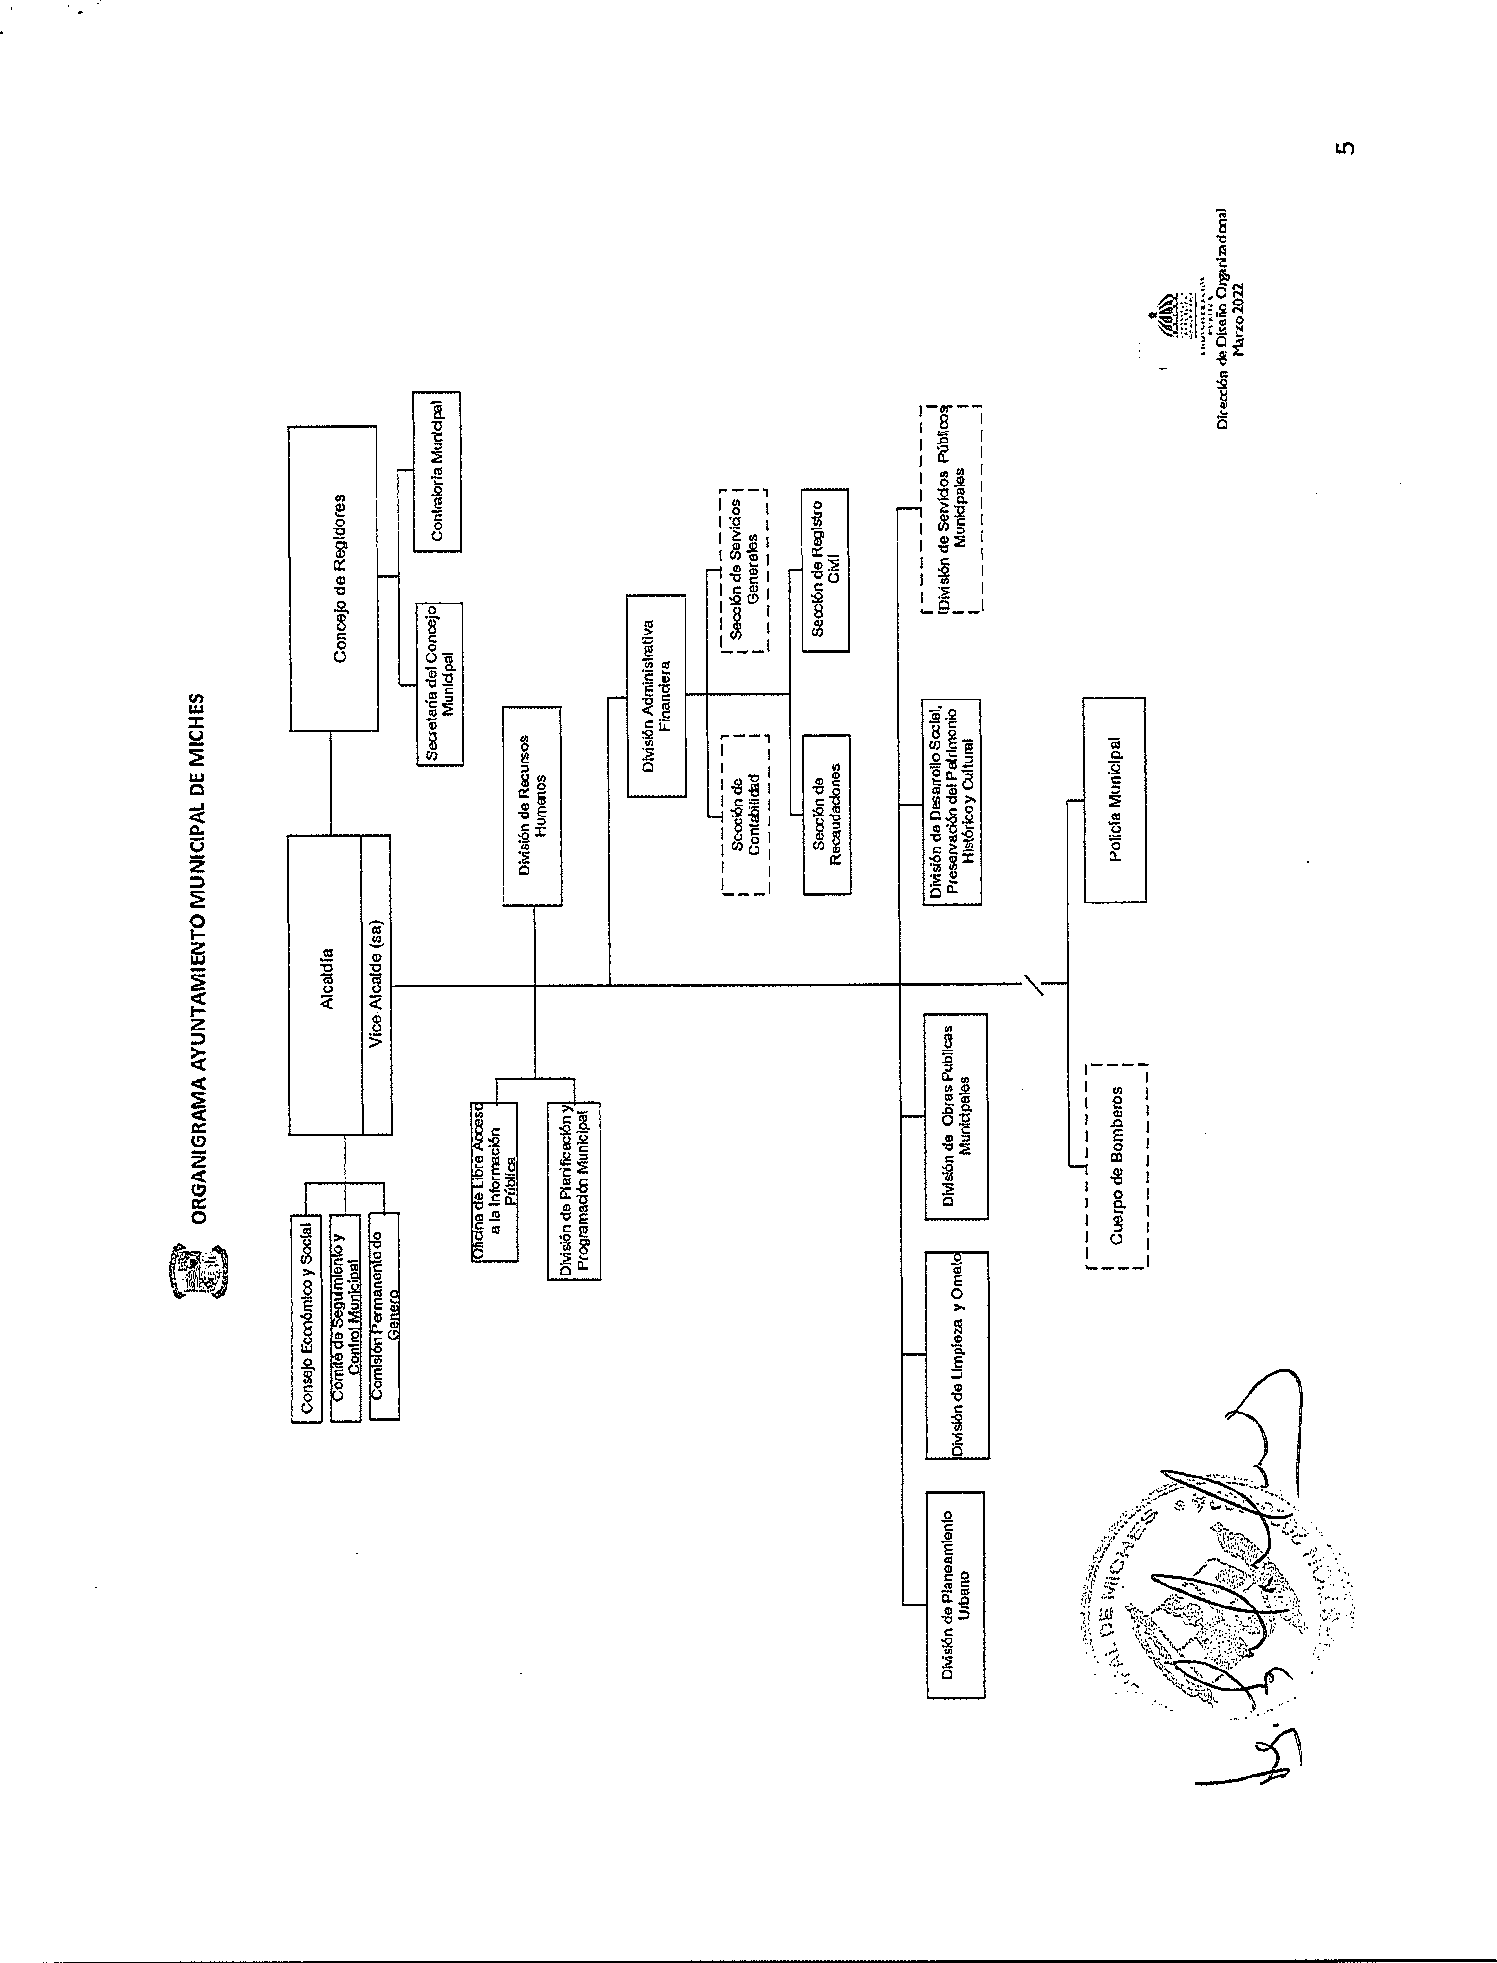 ORGANIGRAMA AYUNTAMIENTO MUNICIPAL DE MICHES
Consejo Económico y Social
Comité de Seguimiento y
Control Municipal
Comisión Permanente de
Genero
Alcaldía
Vice Alcalde (sa)
Concejo de Regidores
Secretaría del Concejo
Municipal
Contraloría Municipal
Oficina de Libre Acceso
a la Información
Pública
División de Planificación y
Programación Municipal
División de Recursos
Humanos
División Administrativa
Financiera
Sección de
Contabilidad
Sección de Servicios
Generales
Sección de
Recaudaciones
Sección de Registro
Civil
División de Planeamiento
Urbano
División de Limpieza y Ornato
División de Obras Publicas
Municipales
División de Desarrollo Social,
Preservación del Patrimonio
Histórico y Cultural
División de Servicios Públicos
Municipales
Cuerpo de Bomberos
Policía Municipal
DE MICHES
Dirección de Diseño Organizacional
Marzo 2022
5